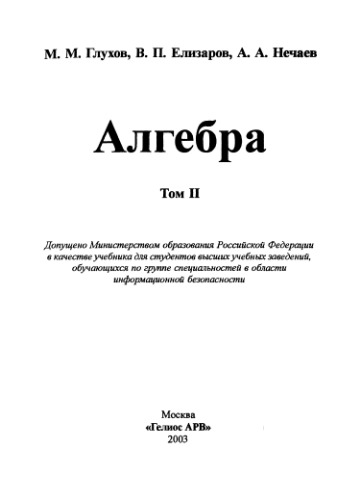 М. М. Глухов, В. П. Елизаров, А. А. Нечаев
Алгебра
Том II
Допущено Министерством образования Российской Федерации
в качестве учебника для студентов высших учебных заведений,
обучающихся по группе специальностей в области
информационной безопасности
Москва
«Гелиос АРВ»
2003